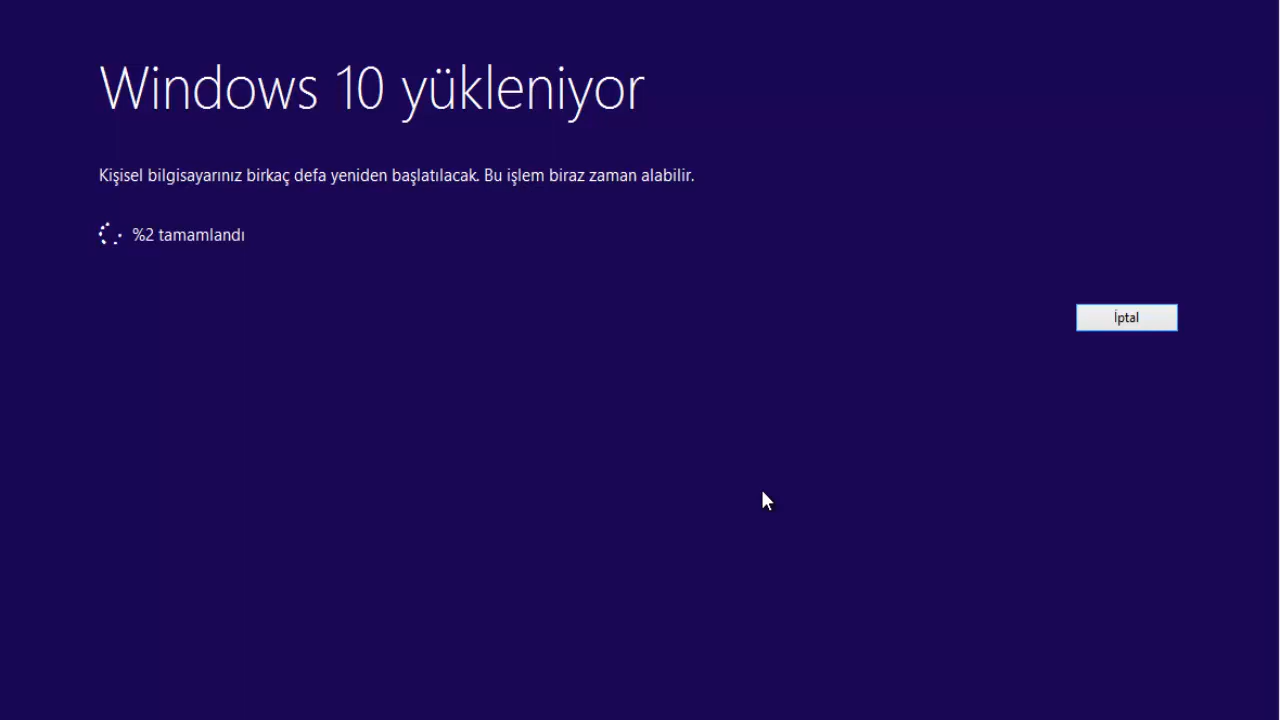 Windows 10 yükleniyor
Kişisel bilgisayarınız birkaç defa yeniden başlatılacak. Bu işlem biraz zaman alabilir.
%2 tamamlandı
İptal